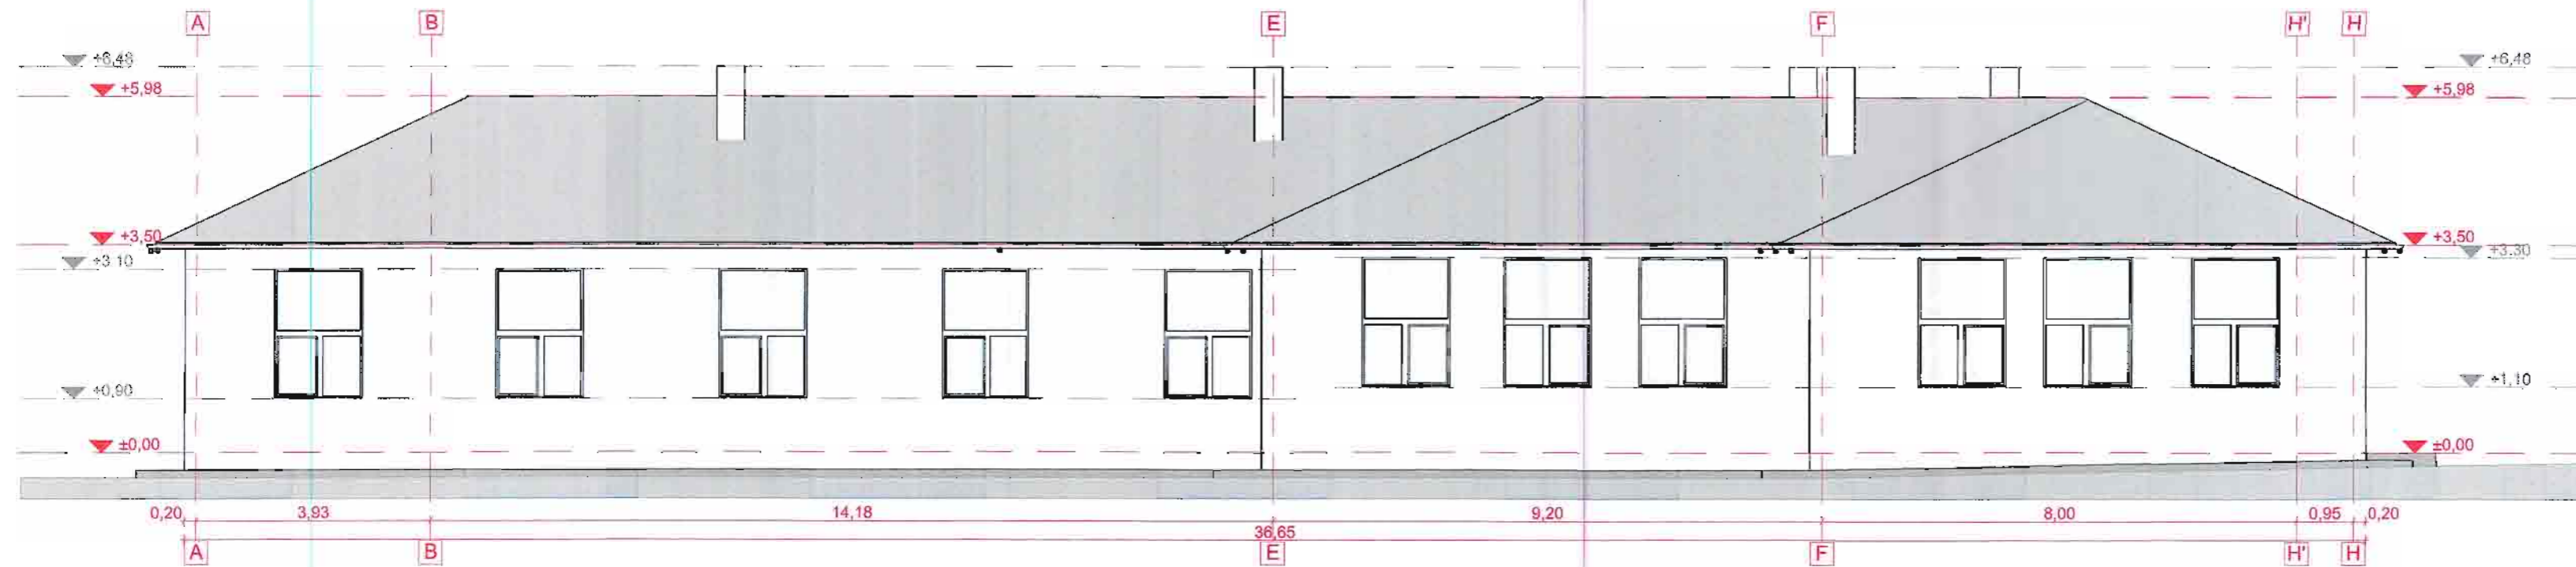 A B E F H' H
+6,48 +6,48
+5,98 +5,98
+3,50 +3,50
+3.10 +3.30
+0,90 +1,10
±0,00 ±0,00
0,20 3,93 14,18 9,20 8,00 0,95 0,20
36,65
A B E F H' H